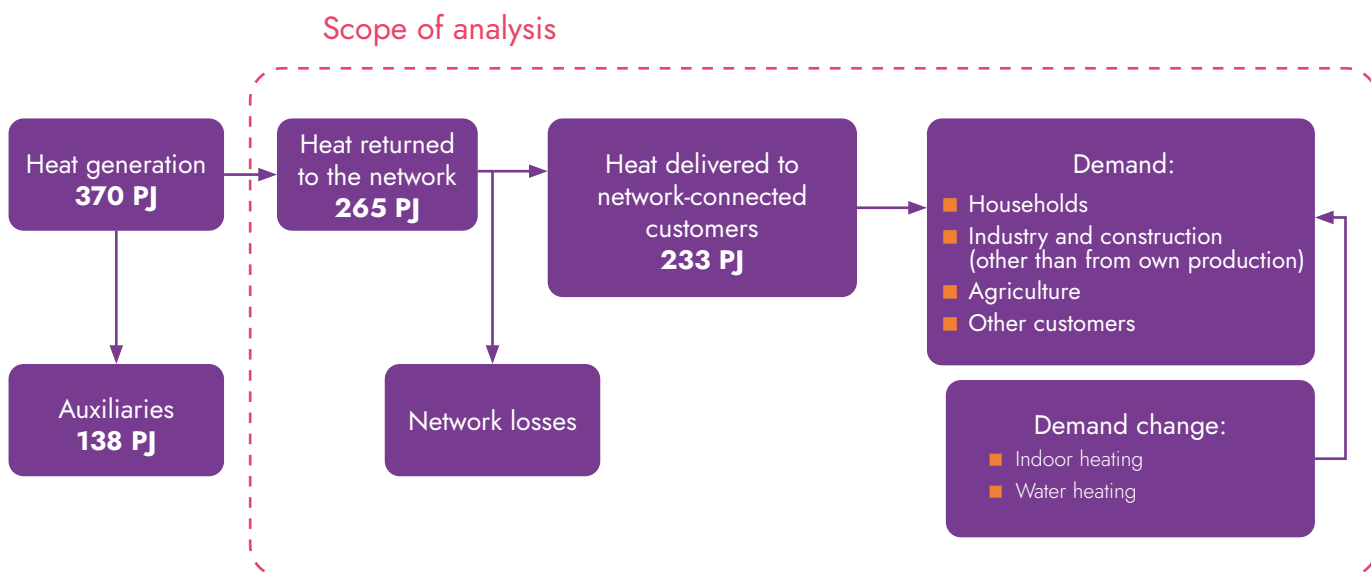 Scope of analysis
Heat generation
370 PJ
Heat returned
to the network
265 PJ
Heat delivered to
network-connected
customers
233 PJ
Demand:
Households
Industry and construction
(other than from own production)
Agriculture
Other customers
Auxiliaries
138 PJ
Network losses
Demand change:
Indoor heating
Water heating